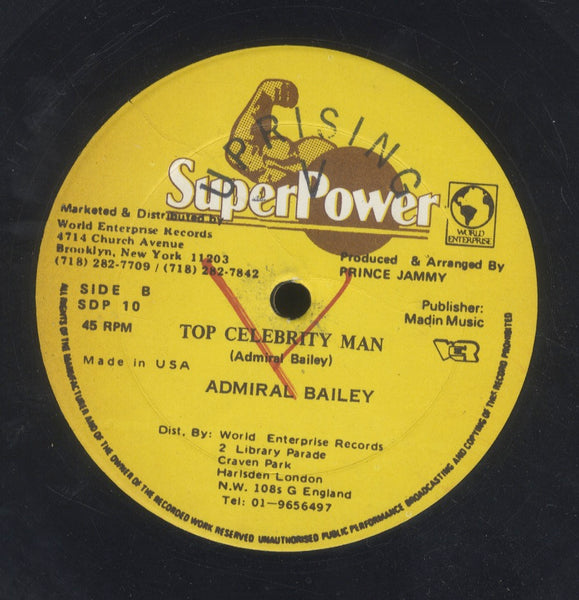 UPRISING
SuperPower
WORLD
ENTERPRISE
Marketed & Distributed by
World Enterprise Records
4714 Church Avenue
Brooklyn, New York 11203
(718) 282-7709 / (718) 282-7842
Produced & Arranged By
PRINCE JAMMY
SIDE B
SDP 10
45 RPM
Publisher:
Madin Music
WER
TOP CELEBRITY MAN
(Admiral Bailey)
Made in USA
ADMIRAL BAILEY
Dist. By: World Enterprise Records
2 Library Parade
Craven Park
Harlsden London
N.W. 108s G England
Tel: 01-9656497
ALL RIGHTS OF THE MANUFACTURER AND OF THE OWNER OF THE RECORDED WORK RESERVED UNAUTHORISED PUBLIC PERFORMANCE BROADCASTING AND COPYING OF THIS RECORD PROHIBITED